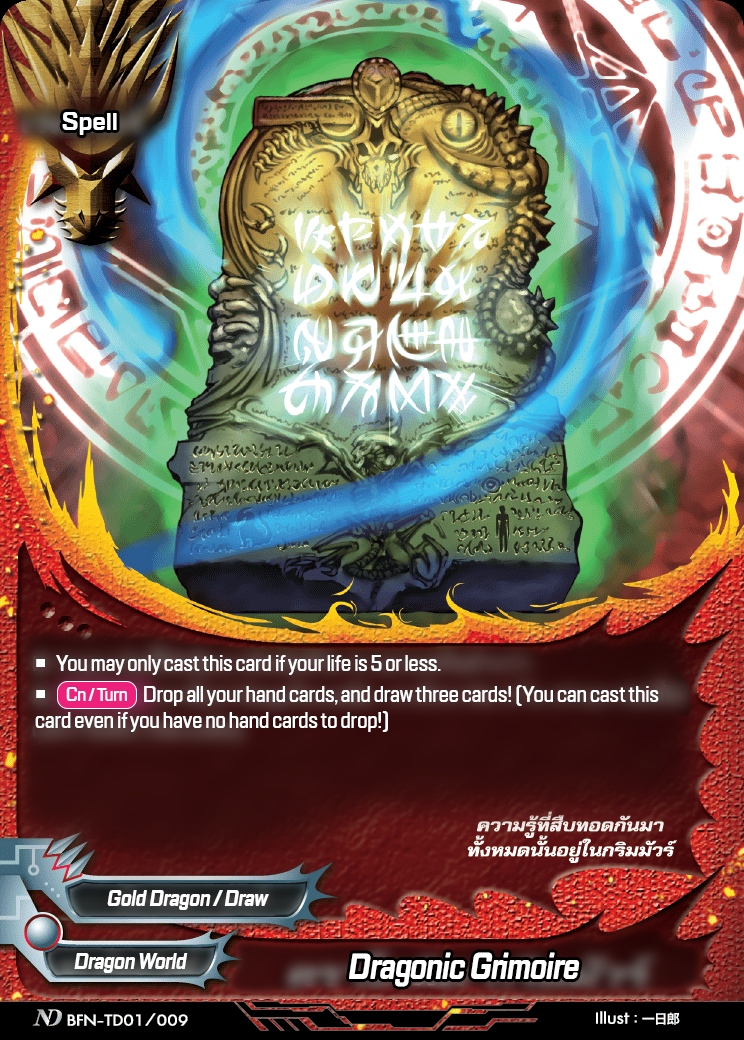 Spell
■ You may only cast this card if your life is 5 or less.
■ Cn / Turn Drop all your hand cards, and draw three cards! (You can cast this
card even if you have no hand cards to drop!)
ความรู้ที่สืบทอดกันมา
ทั้งหมดนั้นอยู่ในกริมมัวร์
Gold Dragon / Draw
Dragon World
Dragonic Grimoire
ND BFN-TD01/009
Illust : 一日郎